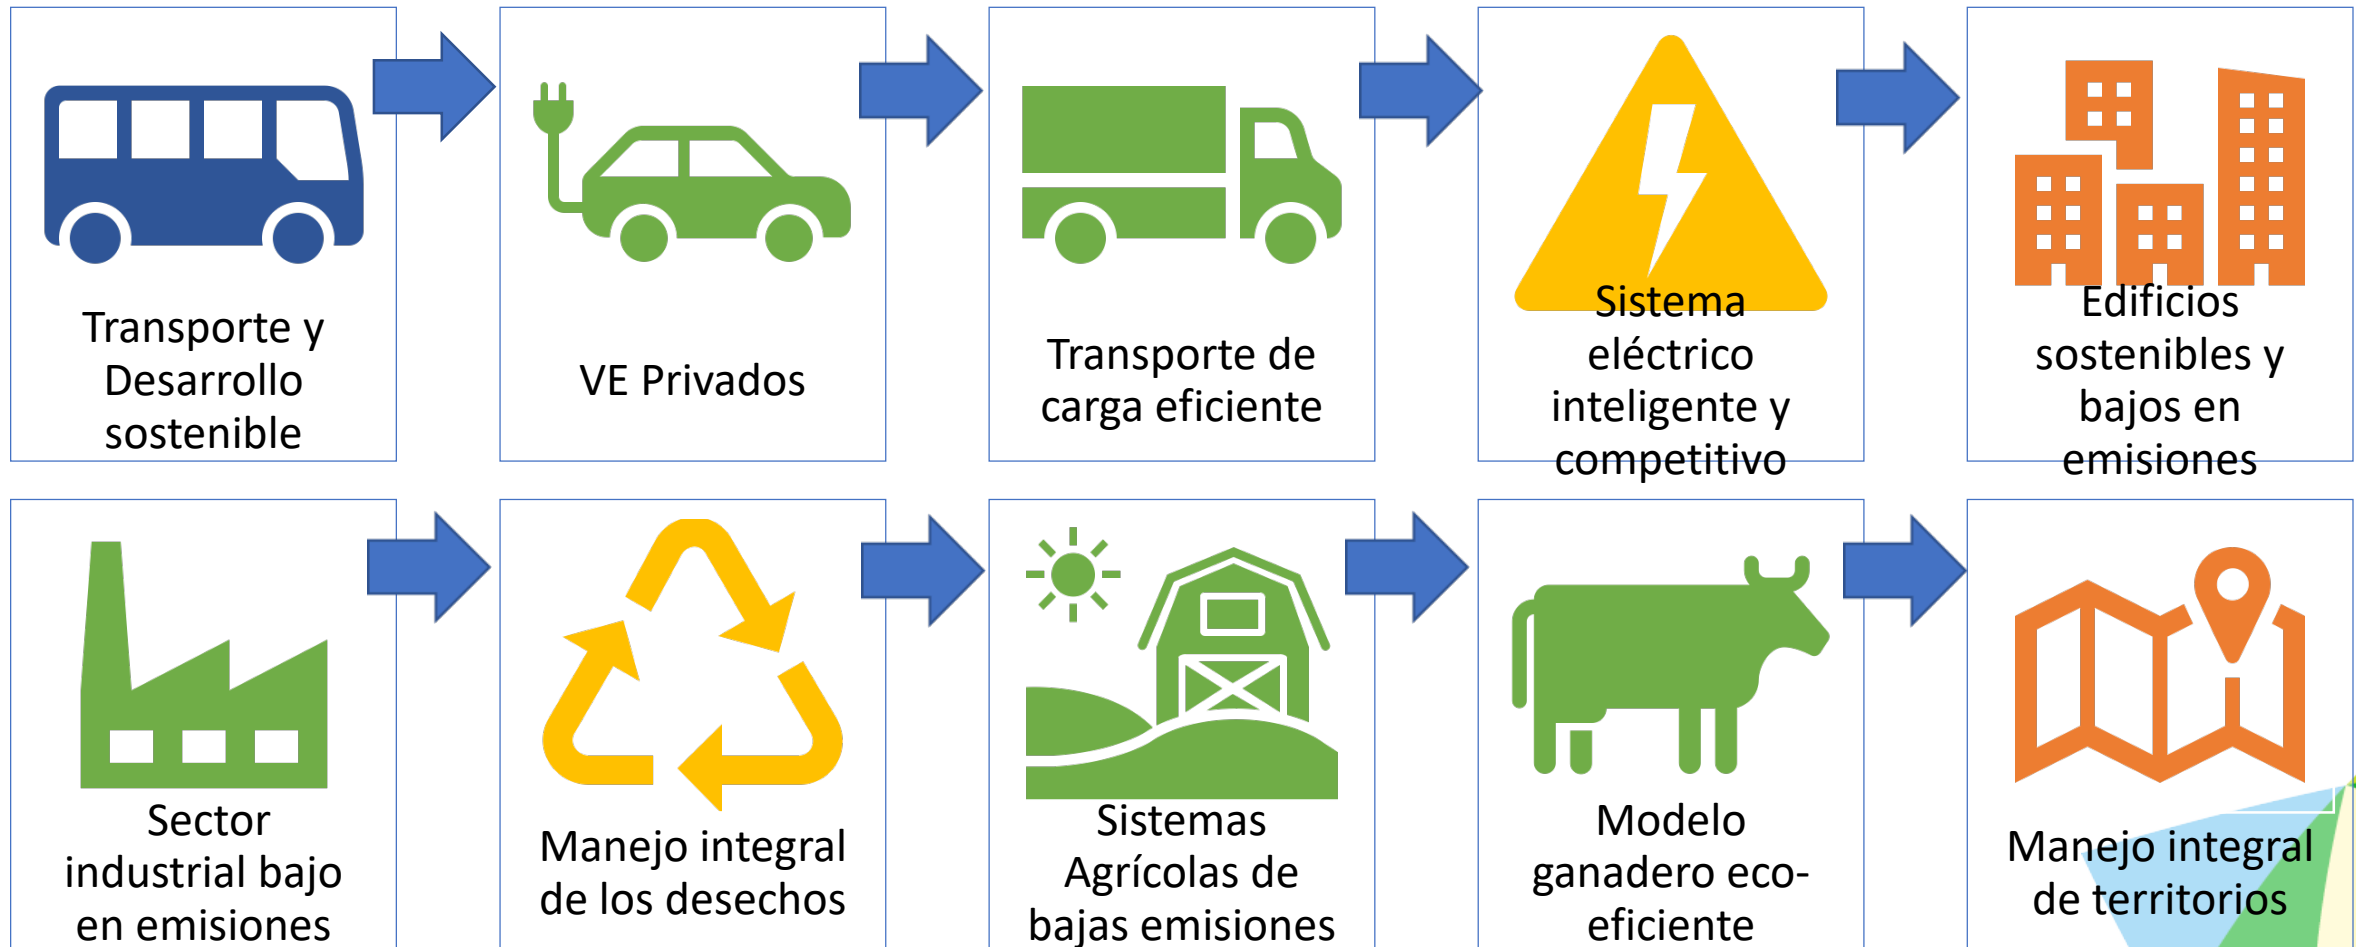 Transporte y
Desarrollo
sostenible
VE Privados
Transporte de
carga eficiente
Sistema
eléctrico
inteligente y
competitivo
Edificios
sostenibles y
bajos en
emisiones
Sector
industrial bajo
en emisiones
Manejo integral
de los desechos
Sistemas
Agrícolas de
bajas emisiones
Modelo
ganadero eco-
eficiente
Manejo integral
de territorios